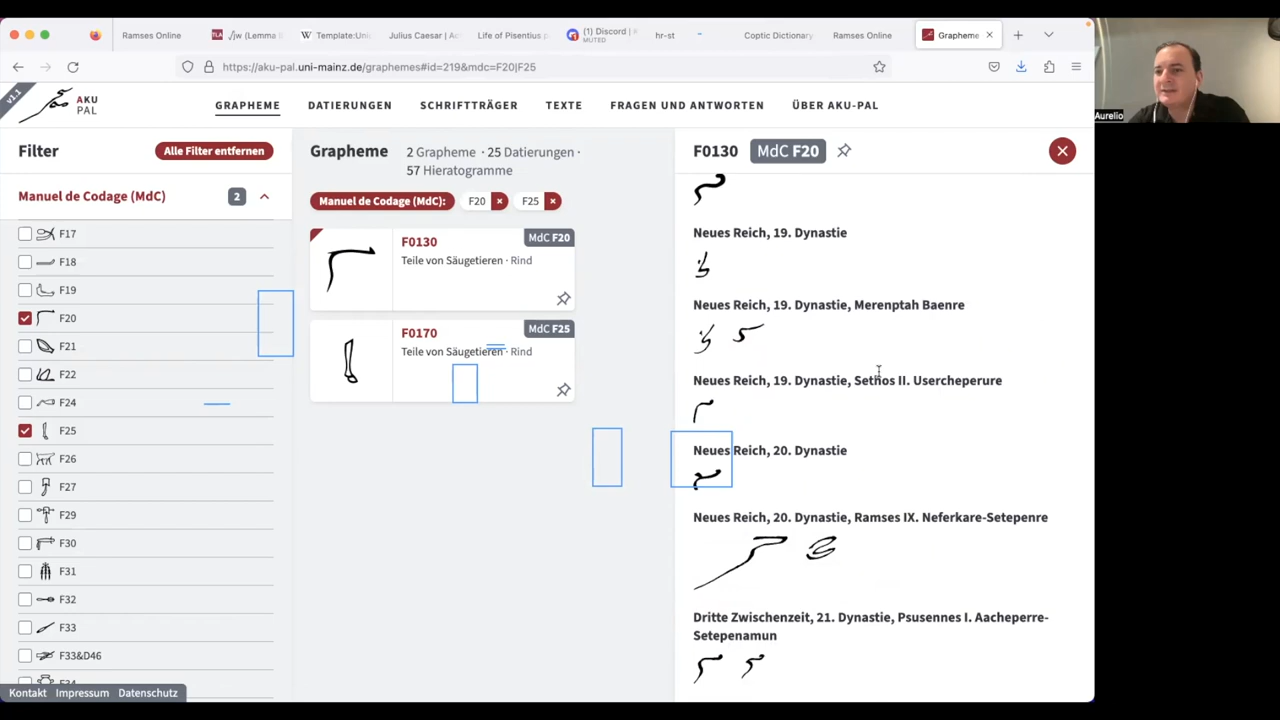 Ramses Online
Julius Caesar | A
Life of Pisentius p
(1) Discord |
MUTED
hr-st
Coptic Dictionary
Ramses Online
Grapheme
https://aku-pal.uni-mainz.de/graphemes#id=219&mdc=F20|F25
v1.1
AKU
PAL
GRAPHEME
DATIERUNGEN
SCHRIFTTRÄGER
TEXTE
FRAGEN UND ANTWORTEN
ÜBER AKU-PAL
Aurelio
Filter
Alle Filter entfernen
Manuel de Codage (MdC)
2
F17
F18
F19
F20
F21
F22
F24
F25
F26
F27
F29
F30
F31
F32
F33
F33&D46
Kontakt Impressum Datenschutz
Grapheme
2 Grapheme · 25 Datierungen ·
57 Hieratogramme
Manuel de Codage (MdC):
F20
F25
F0130
MdC F20
Teile von Säugetieren · Rind
F0170
MdC F25
Teile von Säugetieren · Rind
F0130 MdC F20
Neues Reich, 19. Dynastie
Neues Reich, 19. Dynastie, Merenptah Baenre
Neues Reich, 19. Dynastie, Sethos II. Usercheperure
Neues Reich, 20. Dynastie
Neues Reich, 20. Dynastie, Ramses IX. Neferkare-Setepenre
Dritte Zwischenzeit, 21. Dynastie, Psusennes I. Aacheperre-
Setepenamun